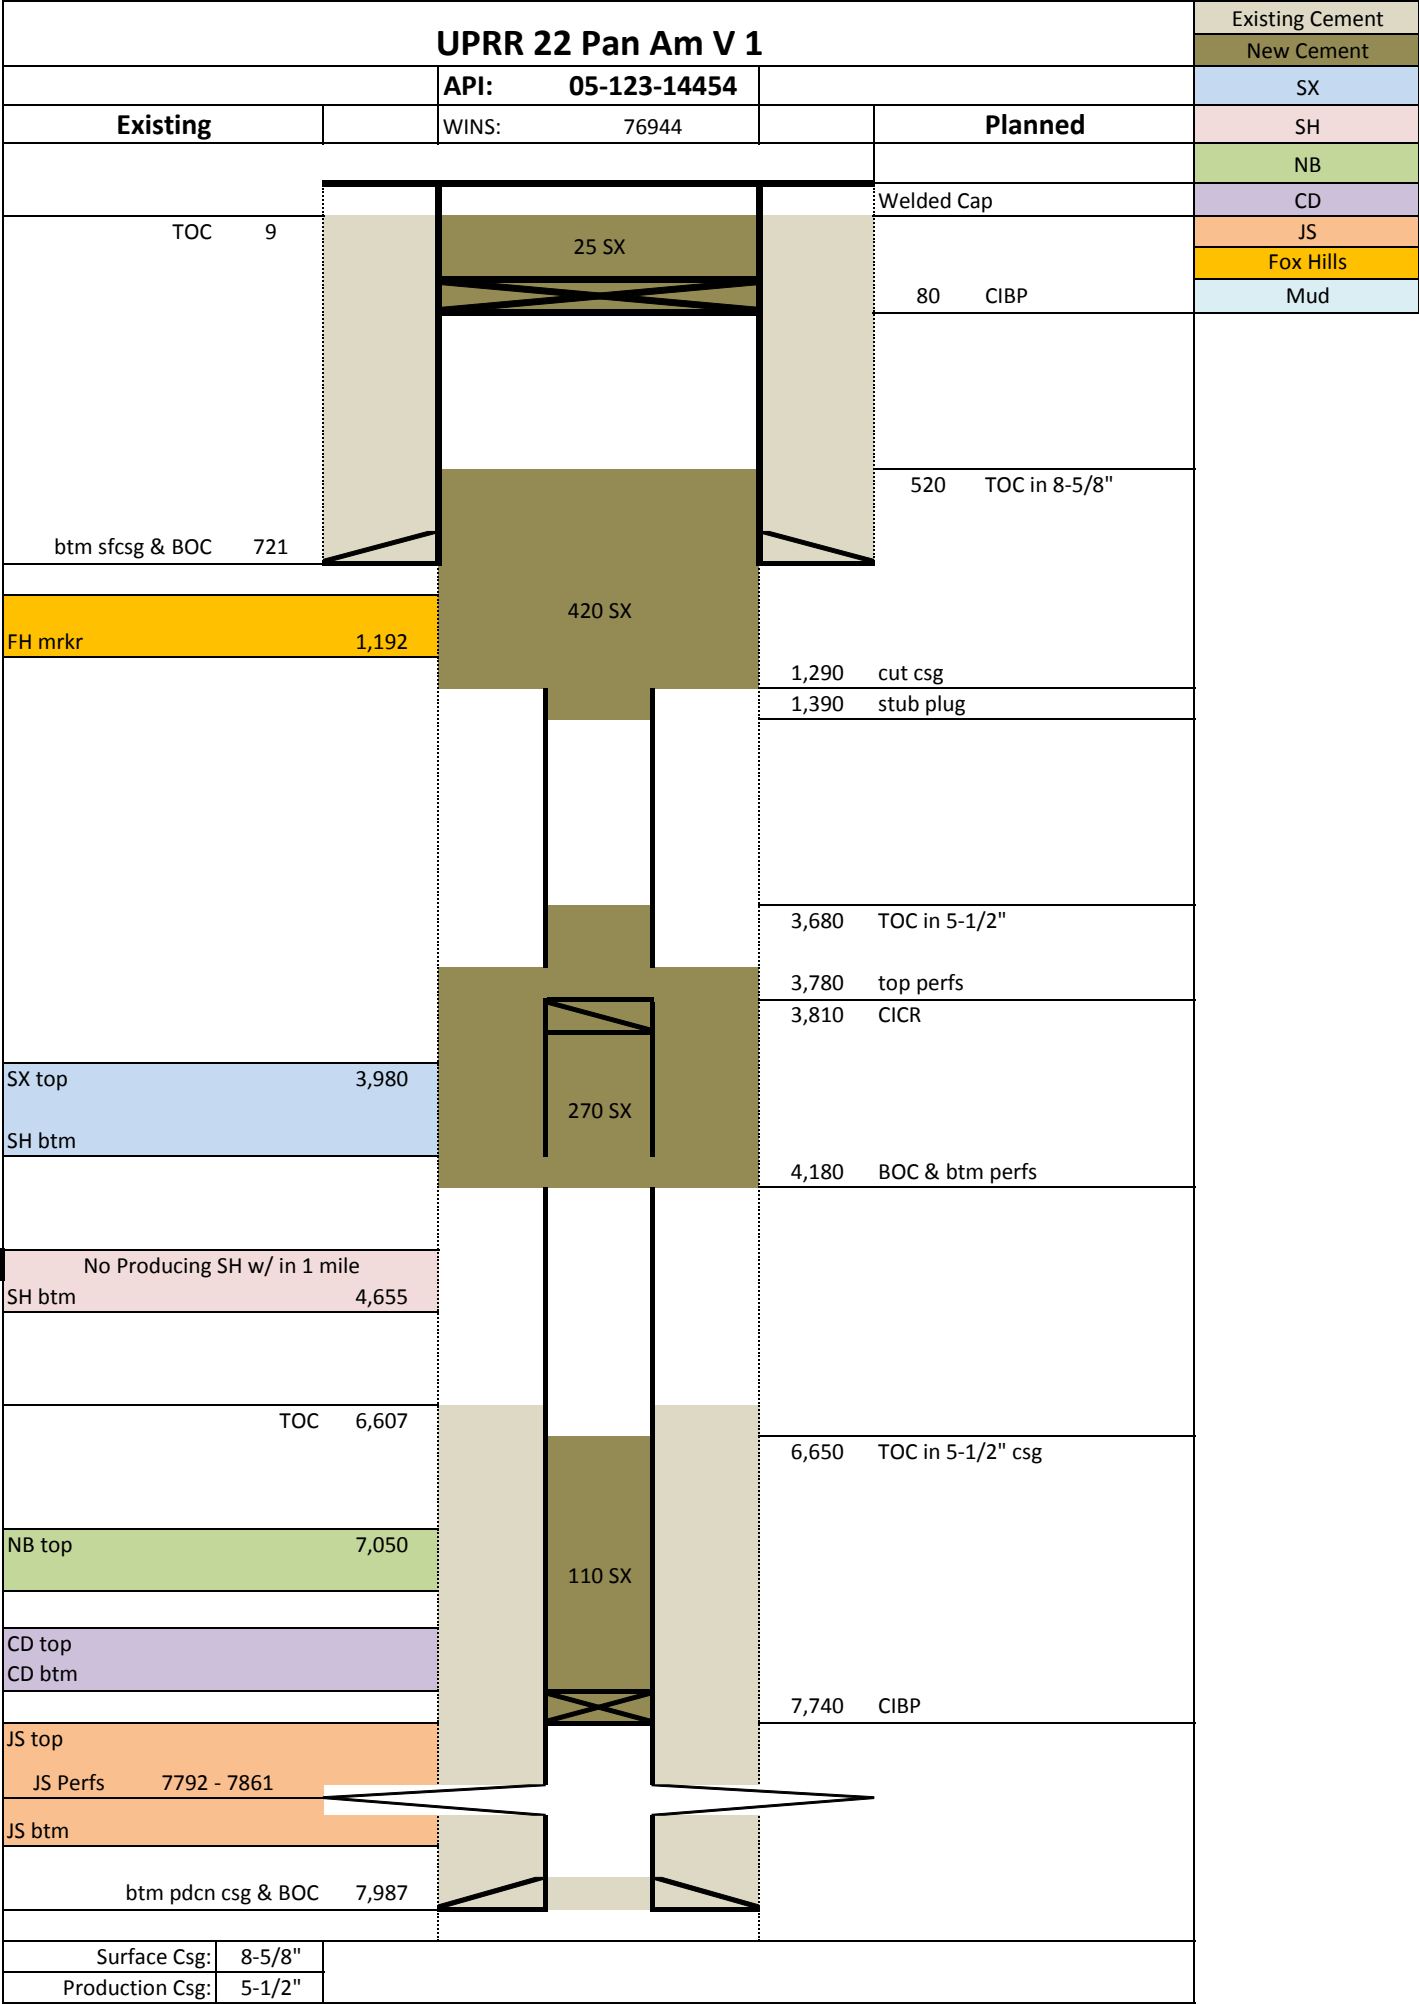 UPRR 22 Pan Am V 1
Existing Cement
New Cement
API: 05-123-14454
SX
Existing
WINS: 76944
Planned
SH
NB
Welded Cap
CD
TOC 9
JS
25 SX
Fox Hills
80 CIBP
Mud
520 TOC in 8-5/8"
btm sfcsg & BOC 721
420 SX
FH mrkr 1,192
1,290 cut csg
1,390 stub plug
3,680 TOC in 5-1/2"
3,780 top perfs
3,810 CICR
SX top 3,980
270 SX
SH btm
4,180 BOC & btm perfs
No Producing SH w/ in 1 mile
SH btm 4,655
TOC 6,607
6,650 TOC in 5-1/2" csg
NB top 7,050
110 SX
CD top
CD btm
7,740 CIBP
JS top
JS Perfs 7792 - 7861
JS btm
btm pdcn csg & BOC 7,987
Surface Csg: 8-5/8"
Production Csg: 5-1/2"